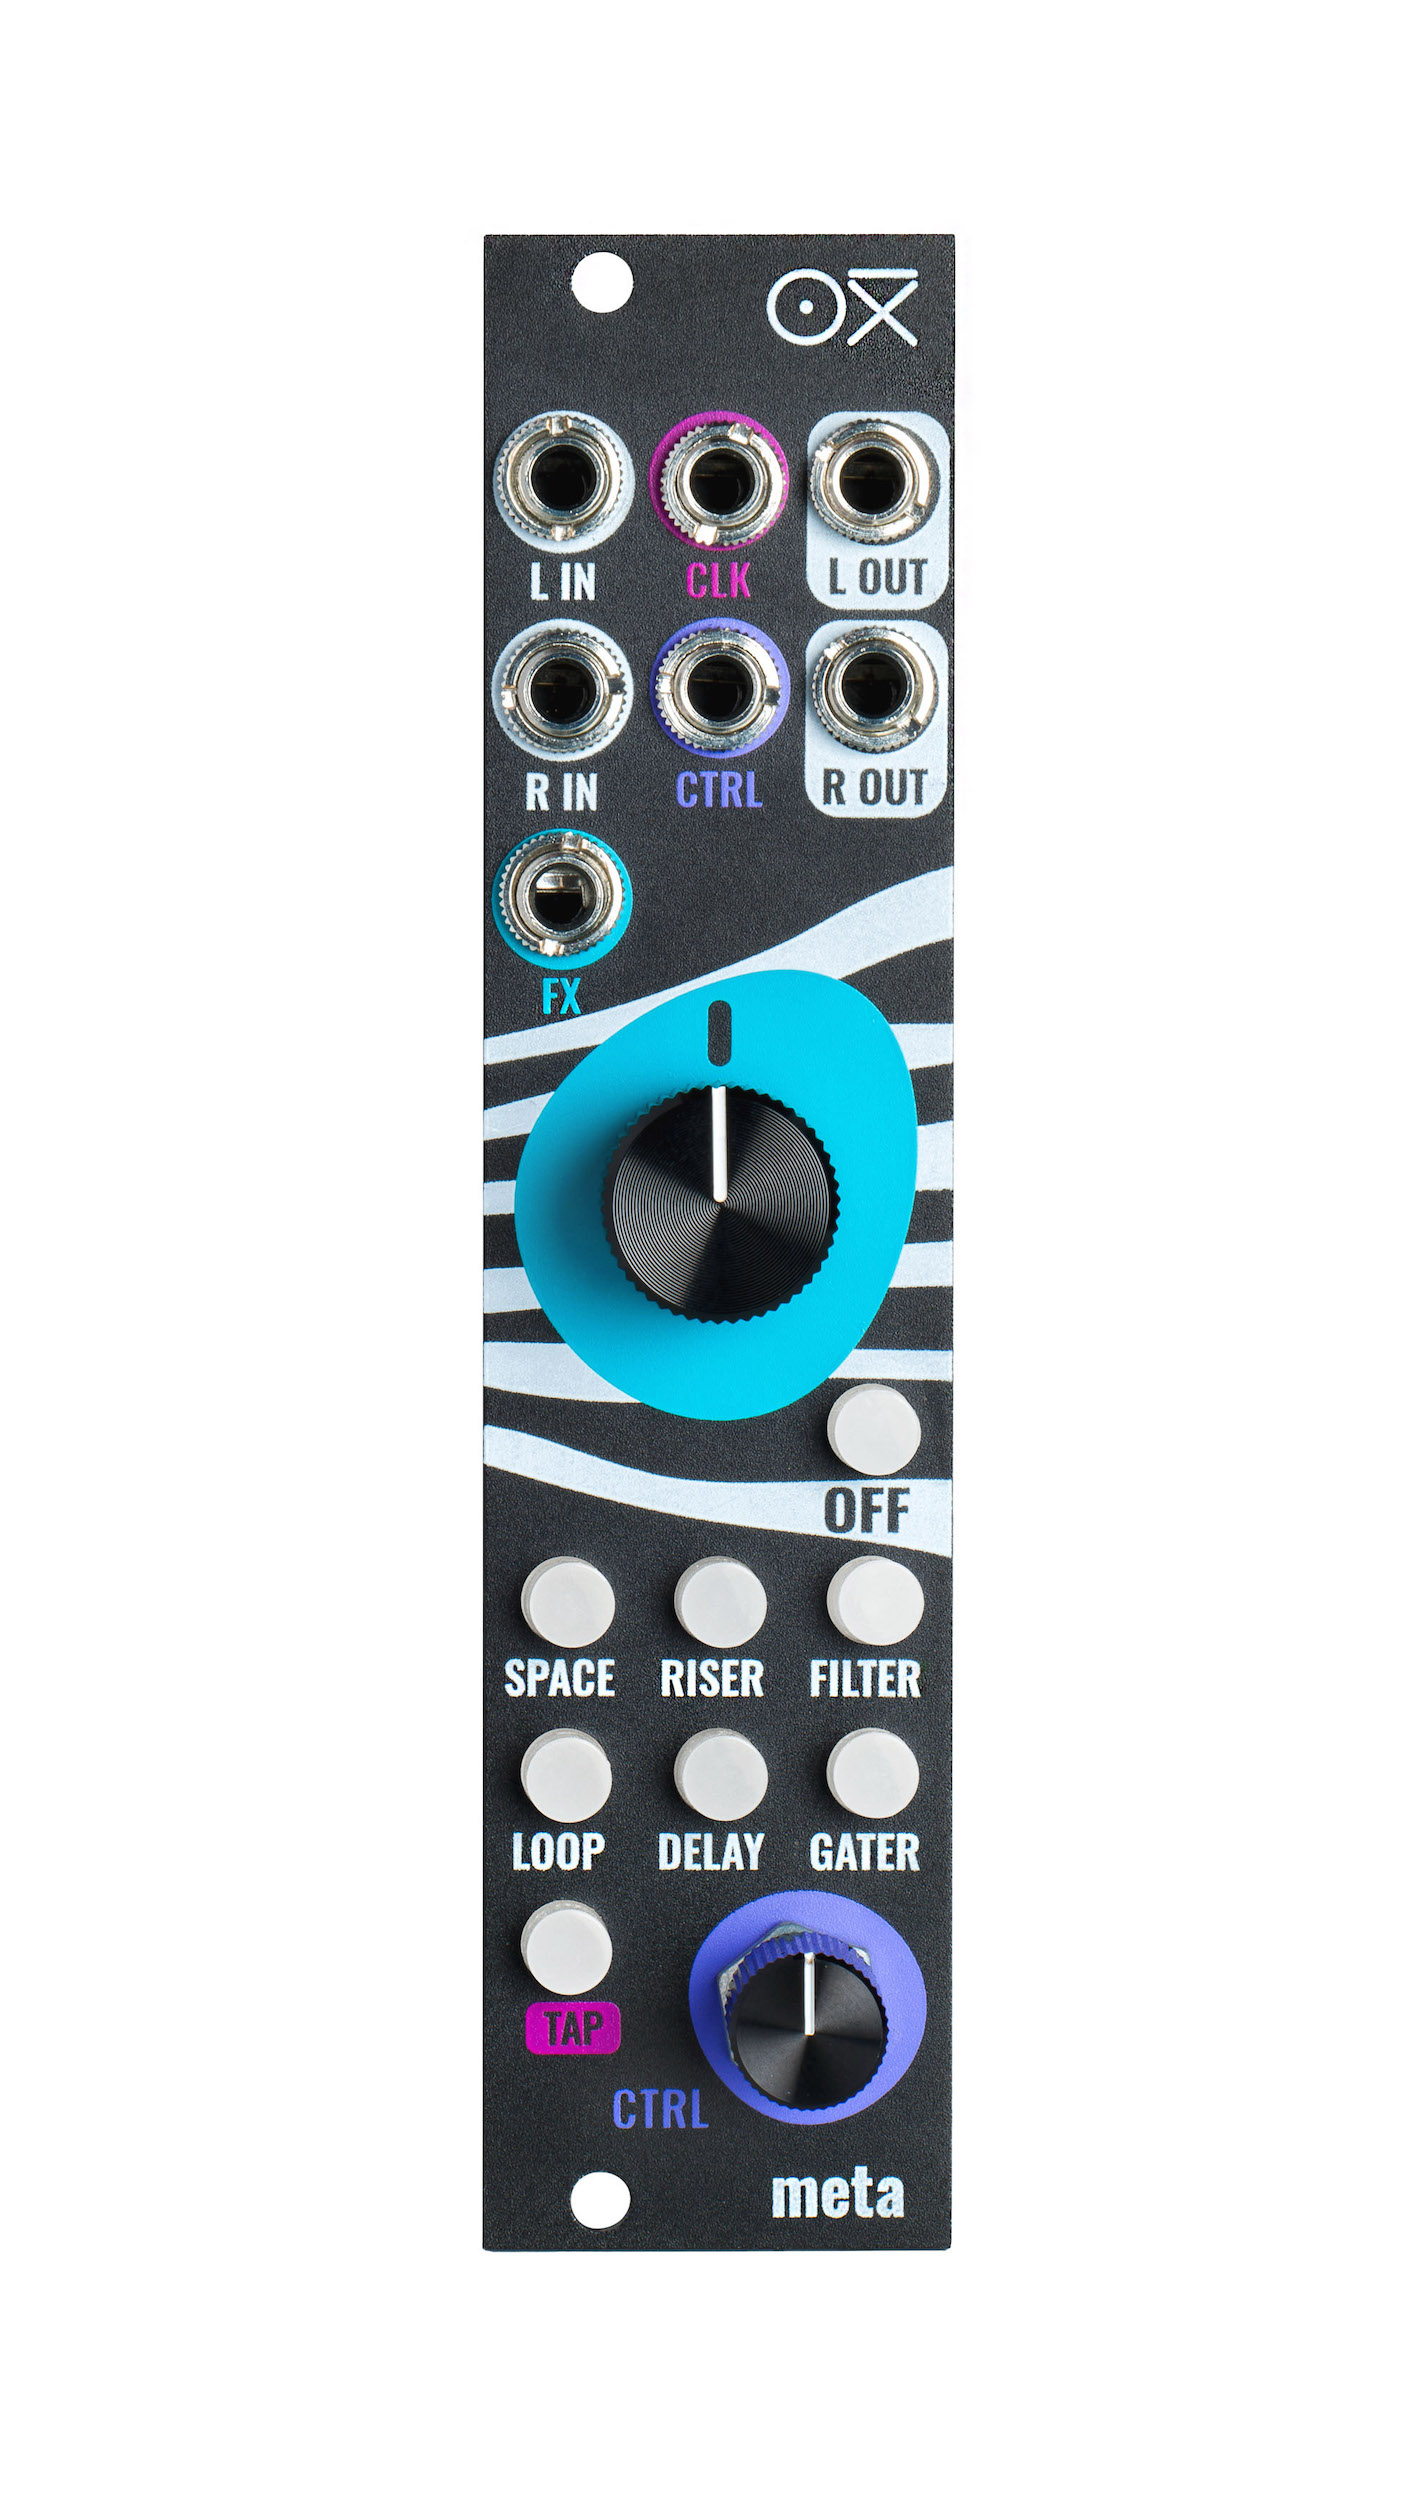 OX
L IN CLK L OUT
R IN CTRL R OUT
FX
OFF
SPACE RISER FILTER
LOOP DELAY GATER
TAP
CTRL
meta